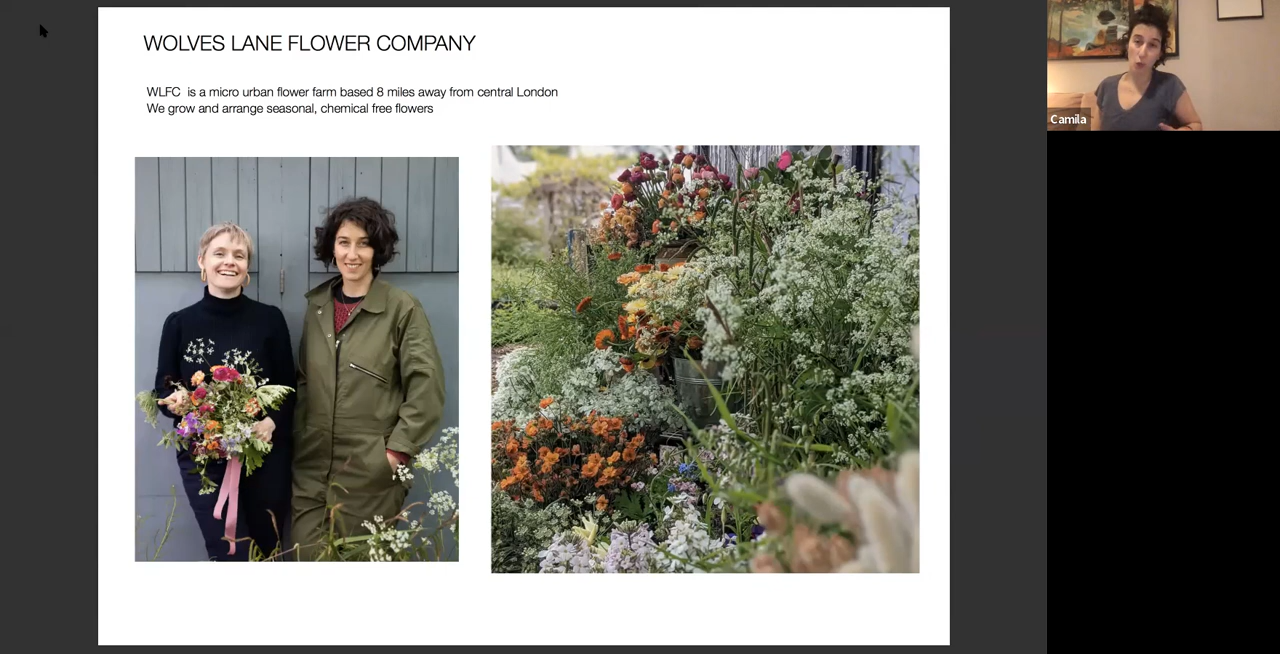 WOLVES LANE FLOWER COMPANY
WLFC is a micro urban flower farm based 8 miles away from central London
We grow and arrange seasonal, chemical free flowers
Camila